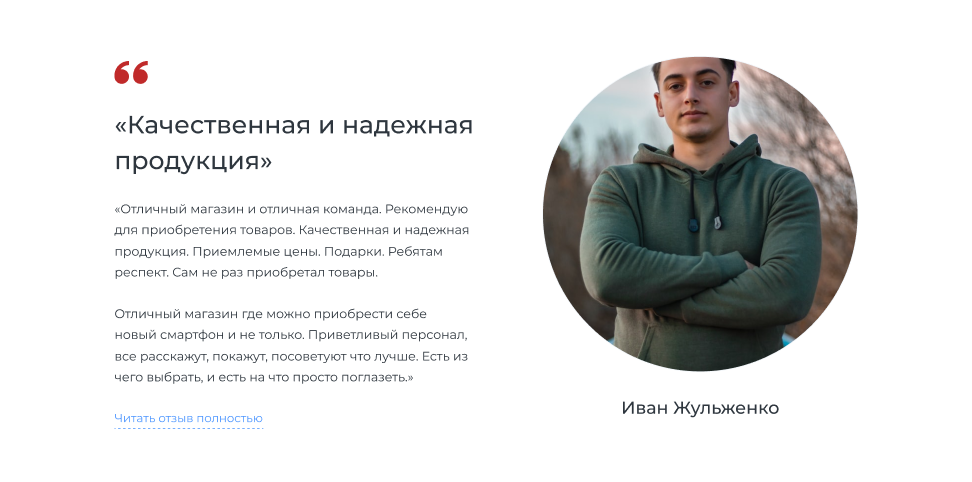 «Качественная и надежная
продукция»
«Отличный магазин и отличная команда. Рекомендую
для приобретения товаров. Качественная и надежная
продукция. Приемлемые цены. Подарки. Ребятам
респект. Сам не раз приобретал товары.
Отличный магазин где можно приобрести себе
новый смартфон и не только. Приветливый персонал,
все расскажут, покажут, посоветуют что лучше. Есть из
чего выбрать, и есть на что просто поглазеть.»
Читать отзыв полностью
Иван Жульженко